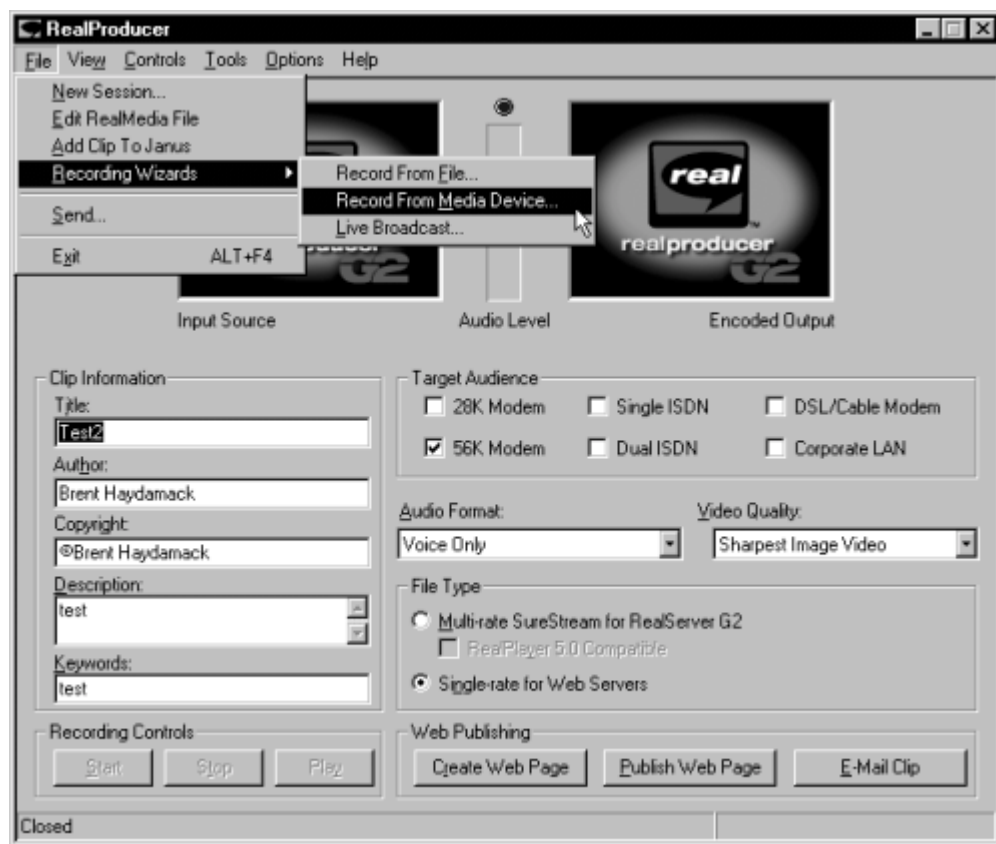 RealProducer
File View Controls Tools Options Help
New Session...
Edit RealMedia File
Add Clip To Janus
Recording Wizards
Send...
Exit ALT+F4
Record From File...
Record From Media Device...
Live Broadcast...
G2
real
realproducer
G2
Input Source Audio Level Encoded Output
Clip Information
Title:
Test2
Author:
Brent Haydamack
Copyright:
©Brent Haydamack
Description:
test
Keywords:
test
Target Audience
28K Modem Single ISDN DSL/Cable Modem
56K Modem Dual ISDN Corporate LAN
Audio Format: Video Quality:
Voice Only Sharpest Image Video
File Type
Multi-rate SureStream for RealServer G2
RealPlayer 5.0 Compatible
Single-rate for Web Servers
Recording Controls
Start Stop Play
Web Publishing
Create Web Page Publish Web Page E-Mail Clip
Closed